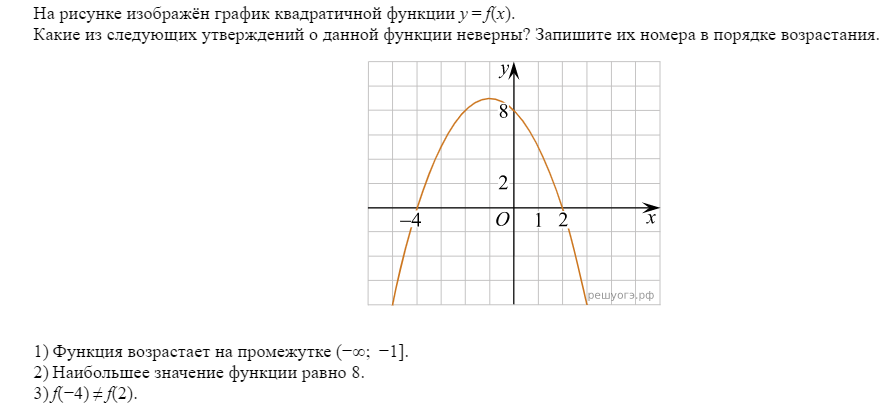 На рисунке изображён график квадратичной функции y = f(x).
Какие из следующих утверждений о данной функции неверны? Запишите их номера в порядке возрастания.
y
8
2
−4 O 1 2 x
решуогэ.рф
1) Функция возрастает на промежутке (−∞; −1].
2) Наибольшее значение функции равно 8.
3) f(−4) ≠ f(2).